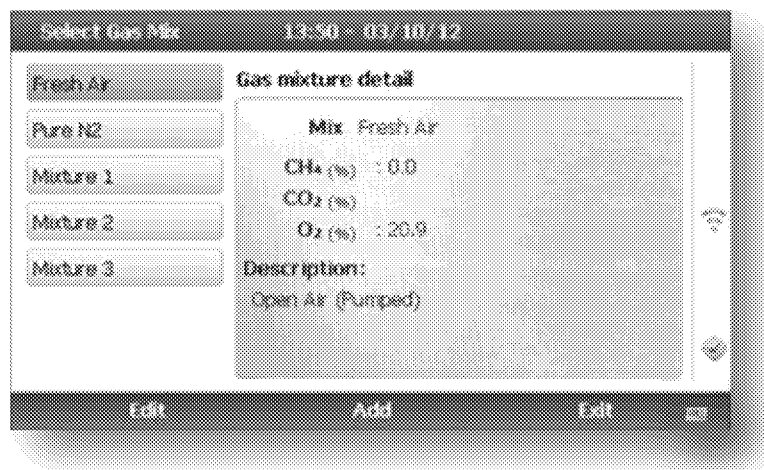 Select Gas Mix 13:50 - 03/10/12
Fresh Air
Pure N2
Mixture 1
Mixture 2
Mixture 3
Gas mixture detail
Mix Fresh Air
CH₄ (%) : 0.0
CO₂ (%)
O₂ (%) : 20.9
Description:
Open Air (Pumped)
Edit Add Exit